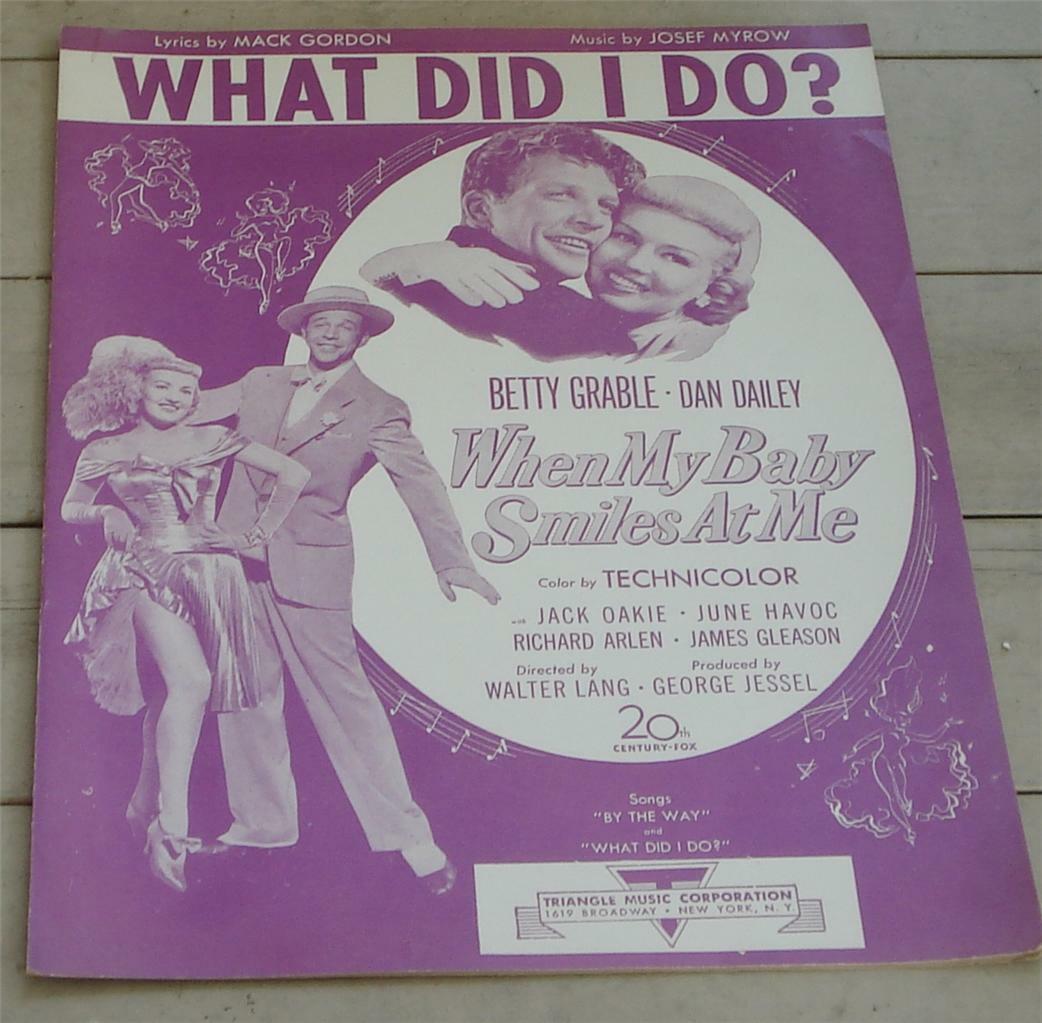 Lyrics by MACK GORDON Music by JOSEF MYROW
WHAT DID I DO?
BETTY GRABLE · DAN DAILEY
When My Baby
Smiles At Me
Color by TECHNICOLOR
with JACK OAKIE · JUNE HAVOC
RICHARD ARLEN · JAMES GLEASON
Directed by Produced by
WALTER LANG · GEORGE JESSEL
20th
CENTURY-FOX
Songs
"BY THE WAY"
and
"WHAT DID I DO?"
T
TRIANGLE MUSIC CORPORATION
1619 BROADWAY • NEW YORK, N. Y.